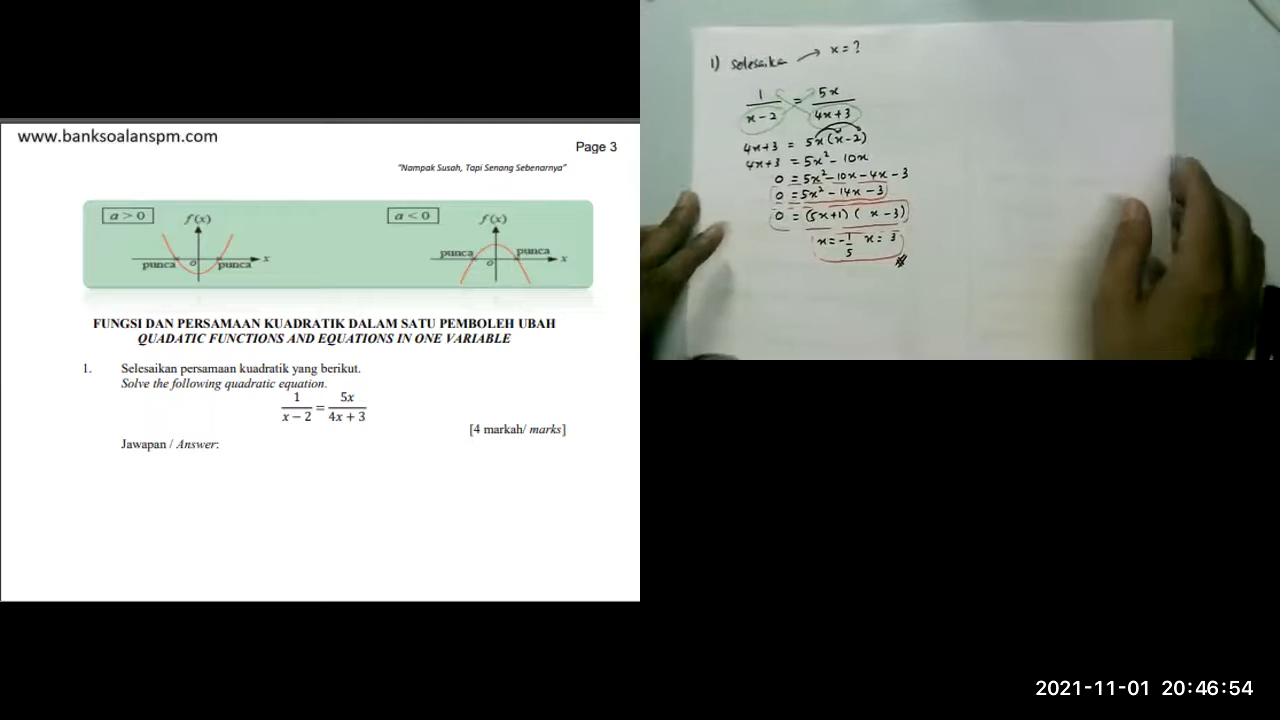 www.banksoalanspm.com
Page 3
"Nampak Susah, Tapi Senang Sebenarnya"
a > 0
f(x)
punca
o
punca
x
a < 0
f(x)
punca
o
punca
x
FUNGSI DAN PERSAMAAN KUADRATIK DALAM SATU PEMBOLEH UBAH
QUADATIC FUNCTIONS AND EQUATIONS IN ONE VARIABLE
1. Selesaikan persamaan kuadratik yang berikut.
Solve the following quadratic equation.
1/(x − 2) = 5x/(4x + 3)
[4 markah/ marks]
Jawapan / Answer:
1) selesaika → x = ?
1/(x − 2) = 5x/(4x + 3)
4x+3 = 5x(x−2)
4x+3 = 5x² − 10x
0 = 5x² − 10x − 4x − 3
0 = 5x² − 14x − 3
0 = (5x+1)(x − 3)
x = −1/5 x = 3
2021-11-01 20:46:54